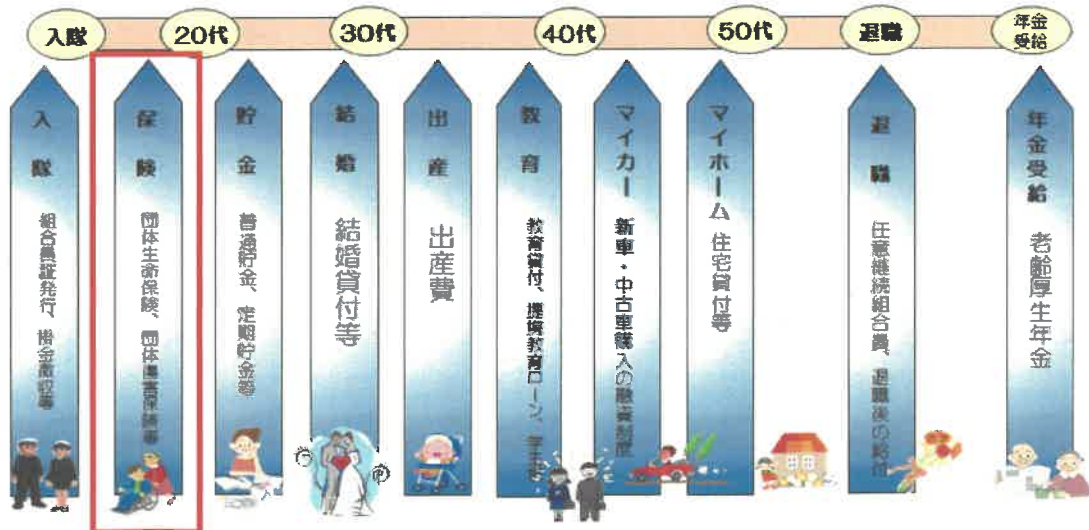 入隊
20代
30代
40代
50代
退職
年金
受給
入隊
組合員証発行、掛金徴収等
保険
団体生命保険、団体傷害保険等
貯金
普通貯金、定期貯金等
結婚
結婚貸付等
出産
出産費
教育
教育貸付、提携教育ローン、
マイカー
新車・中古車購入の融資制度
マイホーム
住宅貸付等
退職
任意継続組合員、退職後の給付
年金受給
老齢厚生年金